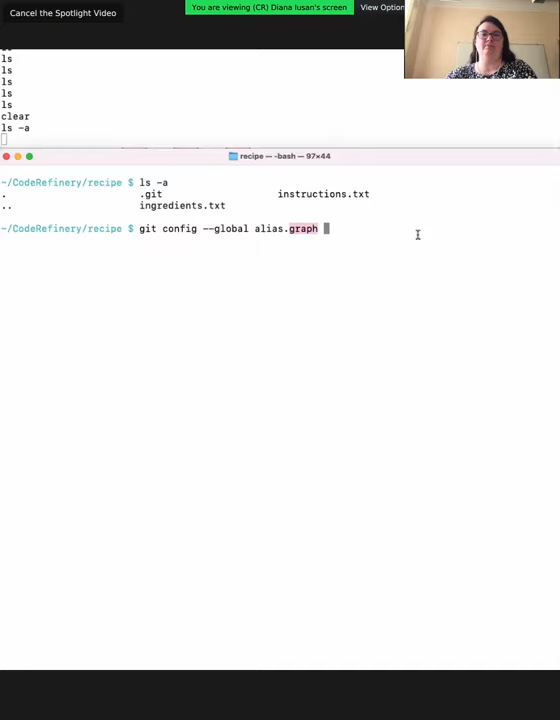 Cancel the Spotlight Video
You are viewing (CR) Diana Iusan's screen
View Option
ls
ls
ls
ls
ls
clear
ls -a
recipe — -bash — 97×44
~/CodeRefinery/recipe $ ls -a
. .git instructions.txt
.. ingredients.txt
~/CodeRefinery/recipe $ git config --global alias.graph